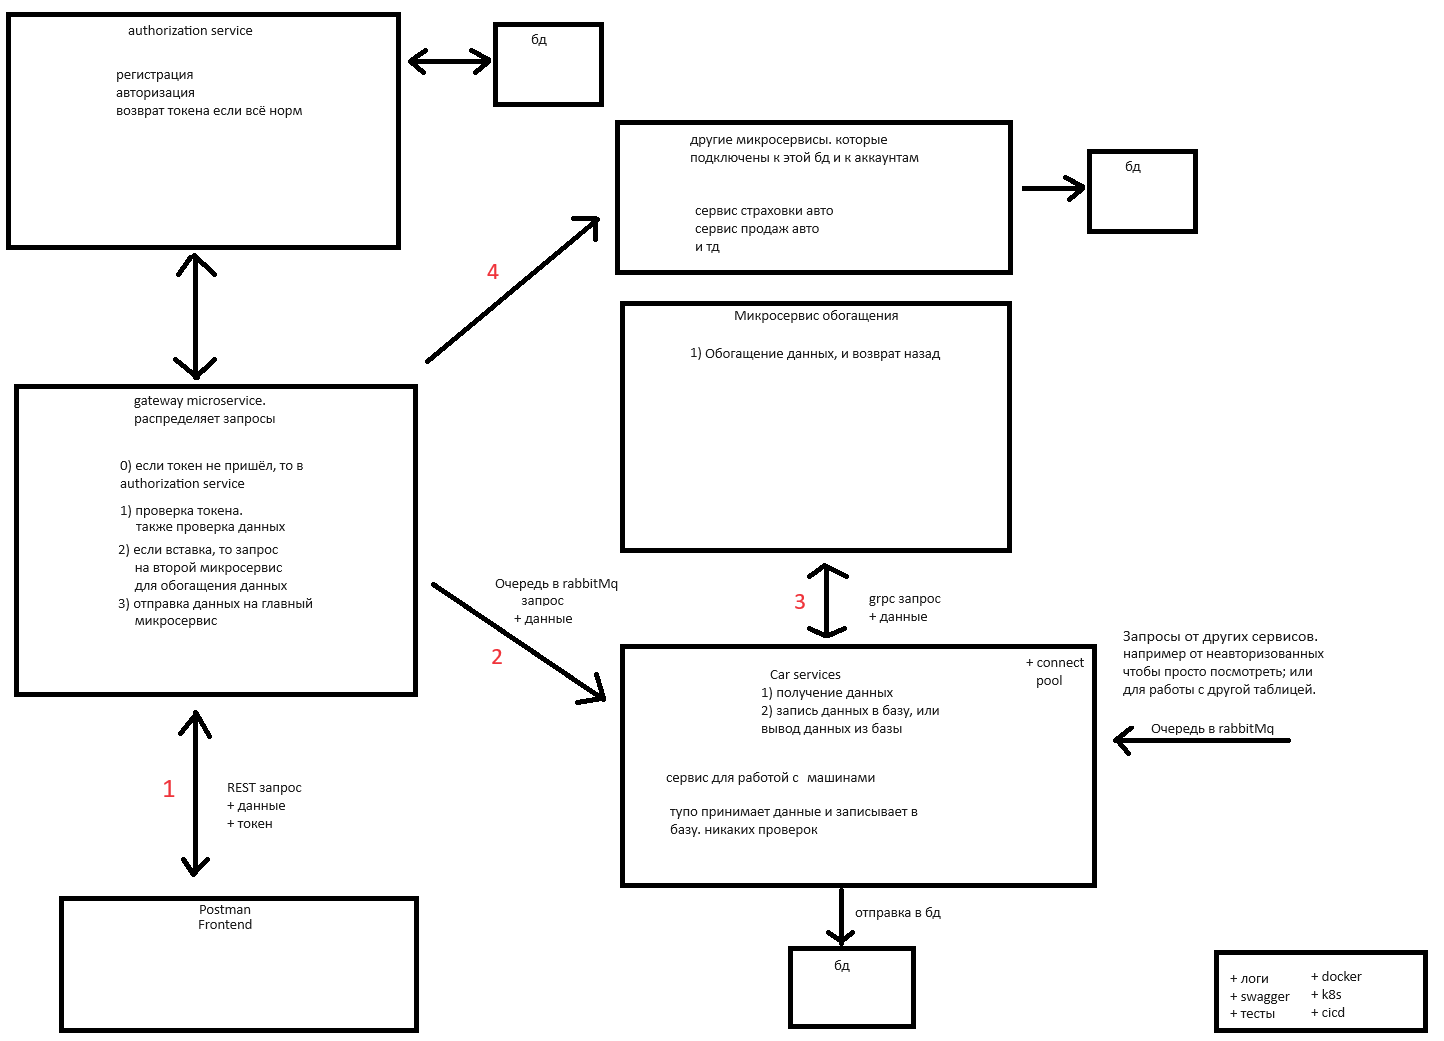 authorization service
регистрация
авторизация
возврат токена если всё норм
бд
другие микросервисы. которые
подключены к этой бд и к аккаунтам
сервис страховки авто
сервис продаж авто
и тд
бд
4
Микросервис обогащения
1) Обогащение данных, и возврат назад
gateway microservice.
распределяет запросы
0) если токен не пришёл, то в
authorization service
1) проверка токена.
также проверка данных
2) если вставка, то запрос
на второй микросервис
для обогащения данных
3) отправка данных на главный
микросервис
Очередь в rabbitMq
запрос
+ данные
2
3
grpc запрос
+ данные
Запросы от других сервисов.
например от неавторизованных
чтобы просто посмотреть; или
для работы с другой таблицей.
Очередь в rabbitMq
+ connect
pool
Car services
1) получение данных
2) запись данных в базу, или
вывод данных из базы
сервис для работой с машинами
тупо принимает данные и записывает в
базу. никаких проверок
1
REST запрос
+ данные
+ токен
Postman
Frontend
отправка в бд
бд
+ логи
+ swagger
+ тесты
+ docker
+ k8s
+ cicd